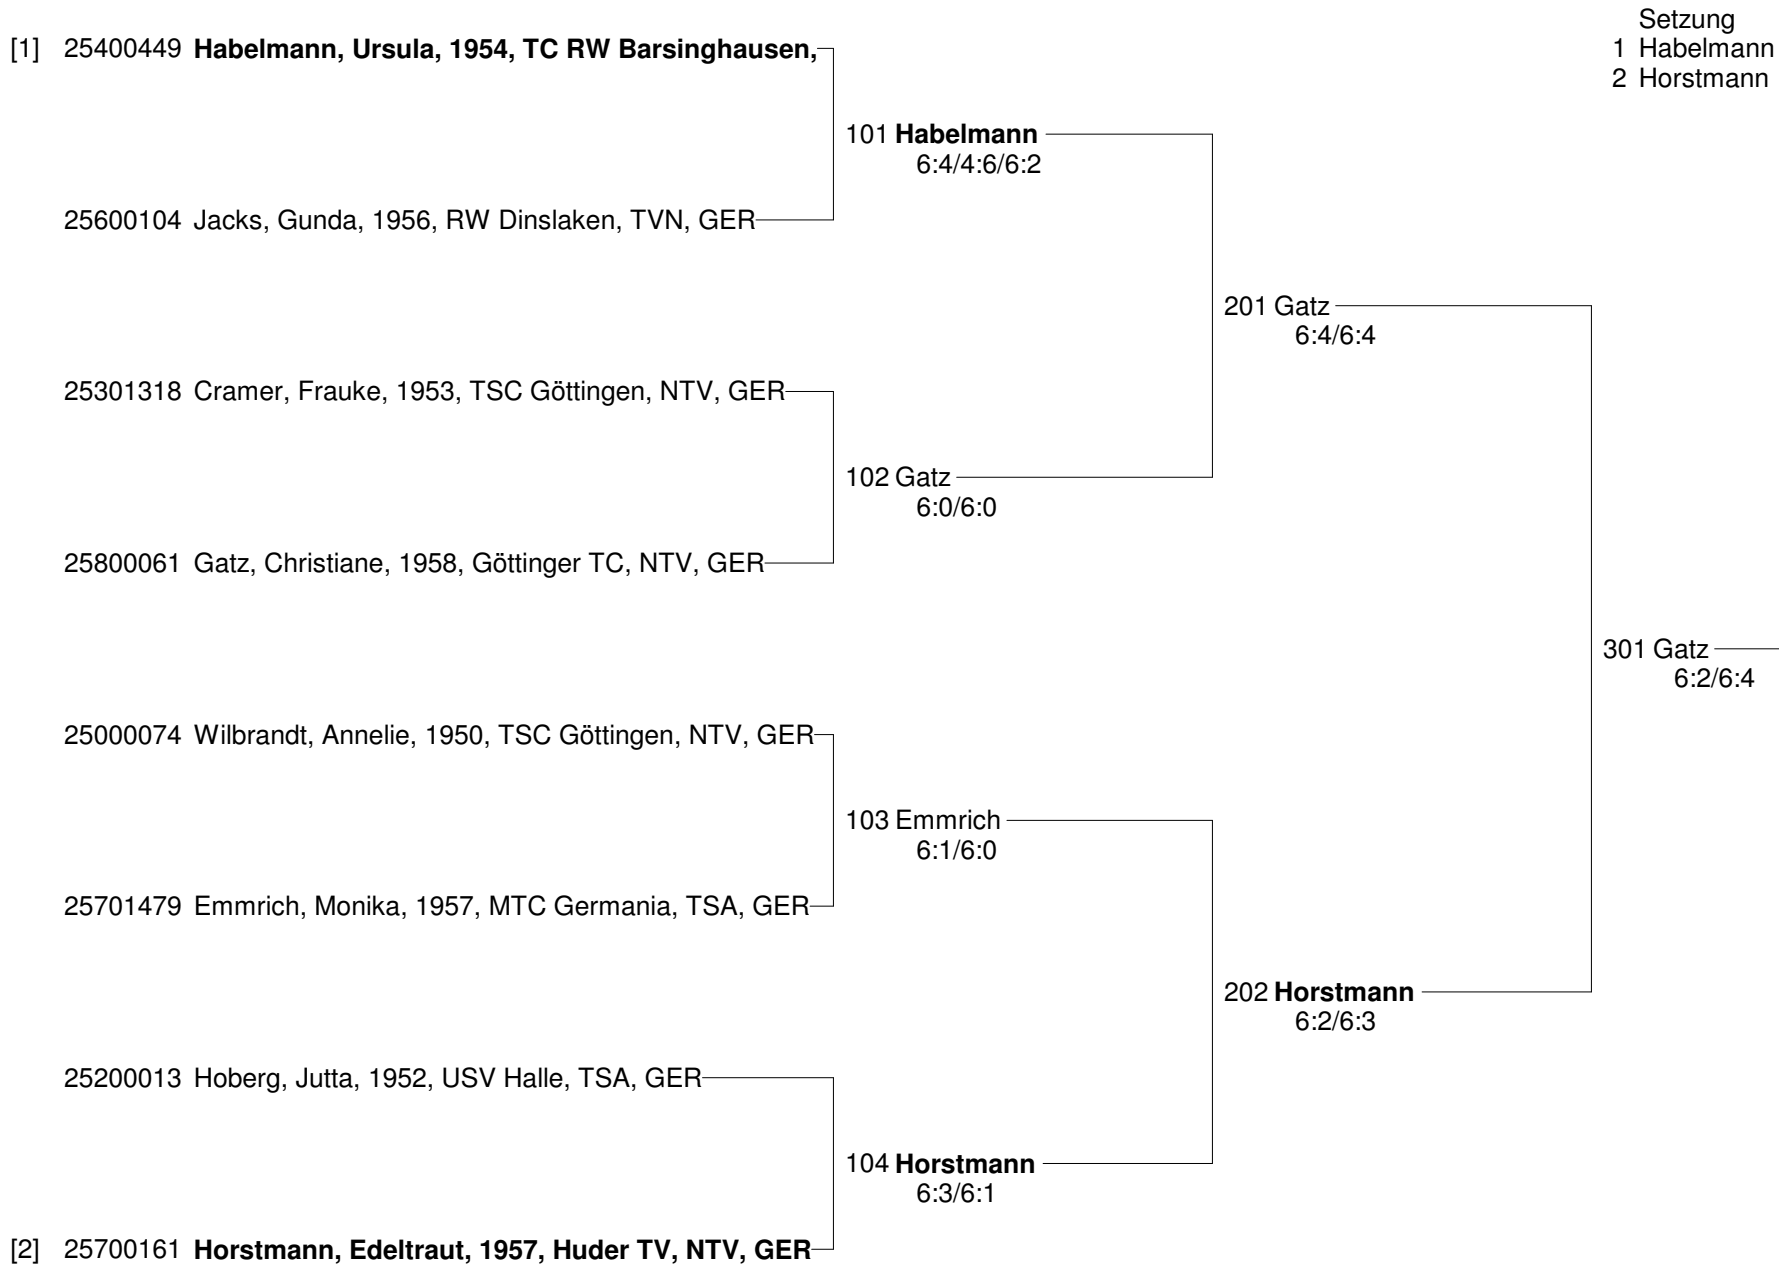 Setzung
1 Habelmann
2 Horstmann
[1] 25400449 Habelmann, Ursula, 1954, TC RW Barsinghausen,
101 Habelmann
6:4/4:6/6:2
25600104 Jacks, Gunda, 1956, RW Dinslaken, TVN, GER
201 Gatz
6:4/6:4
25301318 Cramer, Frauke, 1953, TSC Göttingen, NTV, GER
102 Gatz
6:0/6:0
25800061 Gatz, Christiane, 1958, Göttinger TC, NTV, GER
301 Gatz
6:2/6:4
25000074 Wilbrandt, Annelie, 1950, TSC Göttingen, NTV, GER
103 Emmrich
6:1/6:0
25701479 Emmrich, Monika, 1957, MTC Germania, TSA, GER
202 Horstmann
6:2/6:3
25200013 Hoberg, Jutta, 1952, USV Halle, TSA, GER
104 Horstmann
6:3/6:1
[2] 25700161 Horstmann, Edeltraut, 1957, Huder TV, NTV, GER